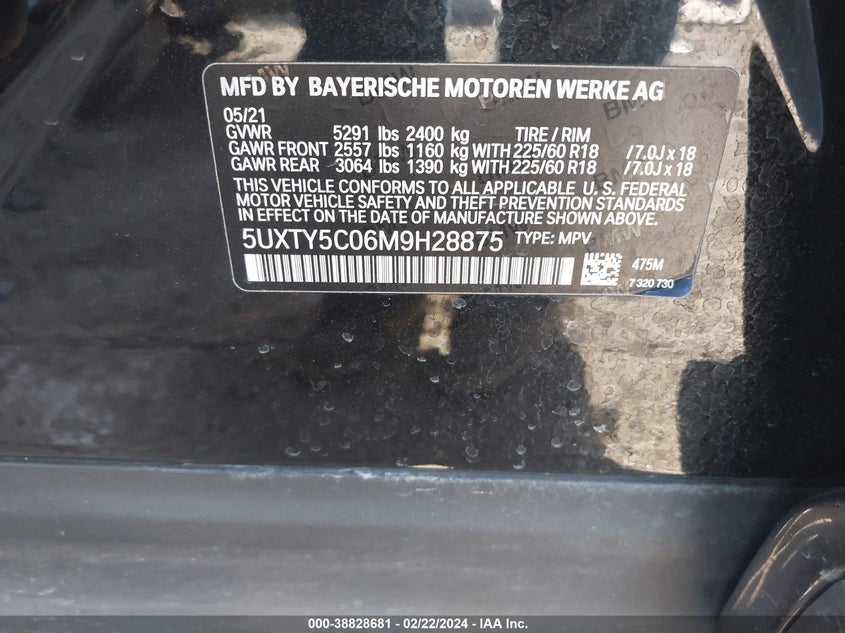 MFD BY BAYERISCHE MOTOREN WERKE AG
05/21
GVWR 5291 lbs 2400 kg TIRE / RIM
GAWR FRONT 2557 lbs 1160 kg WITH 225/60 R18 / 7.0J x 18
GAWR REAR 3064 lbs 1390 kg WITH 225/60 R18 / 7.0J x 18
THIS VEHICLE CONFORMS TO ALL APPLICABLE U. S. FEDERAL
MOTOR VEHICLE SAFETY AND THEFT PREVENTION STANDARDS
IN EFFECT ON THE DATE OF MANUFACTURE SHOWN ABOVE.
5UXTY5C06M9H28875 TYPE: MPV
475M
7 320 730
000-38828681 - 02/22/2024 - IAA Inc.